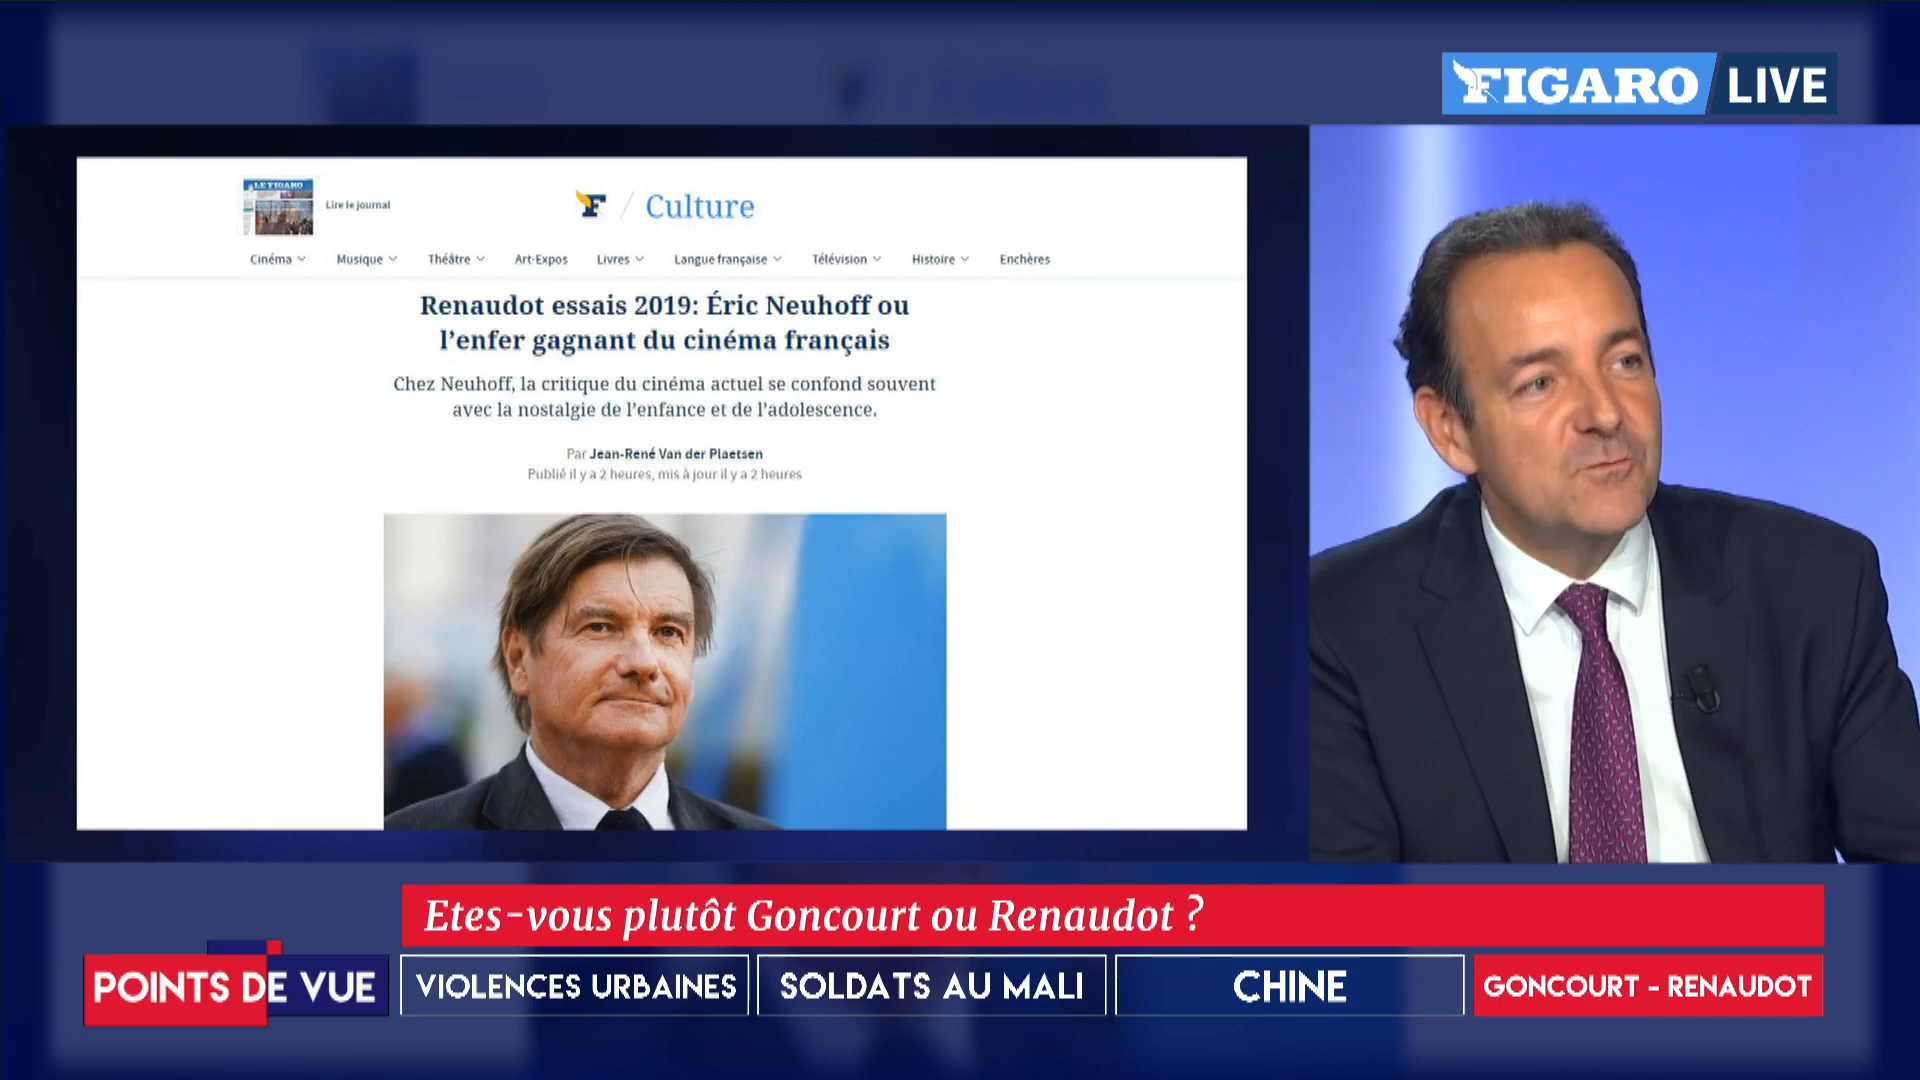 FIGARO LIVE
LE FIGARO
Lire le journal
F / Culture
Cinéma Musique Théâtre Art-Expos Livres Langue française Télévision Histoire Enchères
Renaudot essais 2019: Éric Neuhoff ou
l’enfer gagnant du cinéma français
Chez Neuhoff, la critique du cinéma actuel se confond souvent
avec la nostalgie de l’enfance et de l’adolescence.
Par Jean-René Van der Plaetsen
Publié il y a 2 heures, mis à jour il y a 2 heures
Etes-vous plutôt Goncourt ou Renaudot ?
POINTS DE VUE
VIOLENCES URBAINES
SOLDATS AU MALI
CHINE
GONCOURT - RENAUDOT